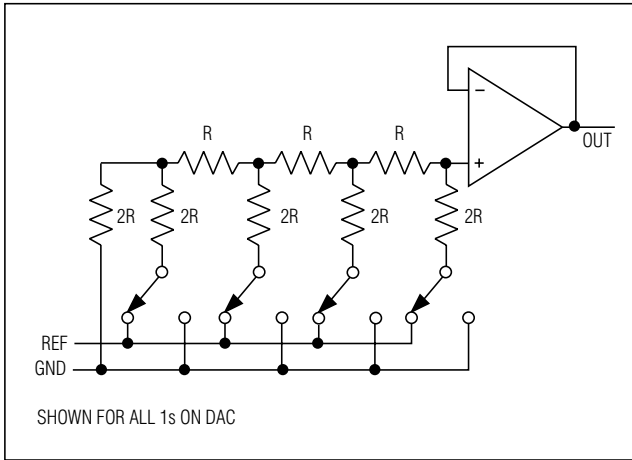 R R R
− + OUT
2R 2R 2R 2R 2R
REF
GND
SHOWN FOR ALL 1s ON DAC